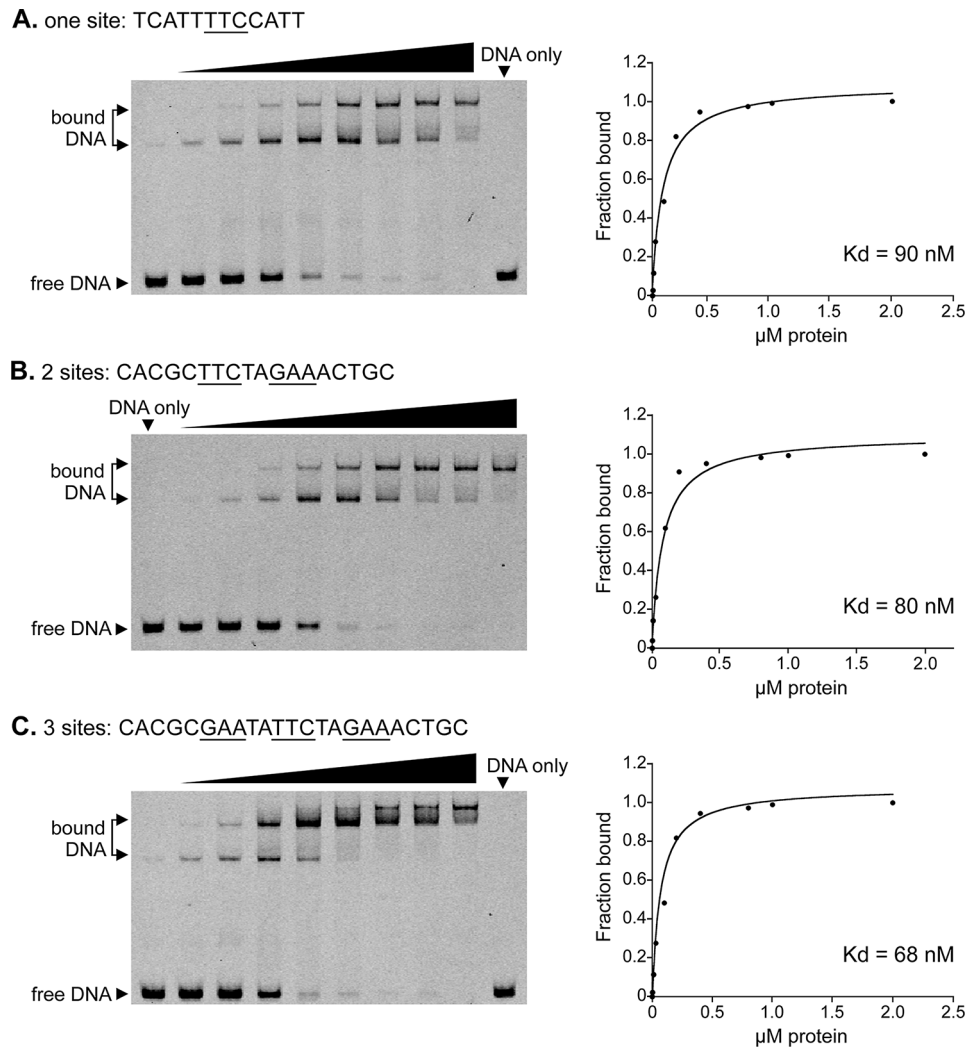 A. one site: TCATTTTCCATT
DNA only
bound
DNA
free DNA
Fraction bound
1.2
1.0
0.8
0.6
0.4
0.2
0
Kd = 90 nM
0 0.5 1.0 1.5 2.0 2.5
µM protein
B. 2 sites: CACGCTTCTAGAAACTGC
DNA only
bound
DNA
free DNA
Fraction bound
1.2
1.0
0.8
0.6
0.4
0.2
0
Kd = 80 nM
0 0.5 1.0 1.5 2.0
µM protein
C. 3 sites: CACGCGAATATTCTAGAAACTGC
DNA only
bound
DNA
free DNA
Fraction bound
1.2
1.0
0.8
0.6
0.4
0.2
0
Kd = 68 nM
0 0.5 1.0 1.5 2.0 2.5
µM protein